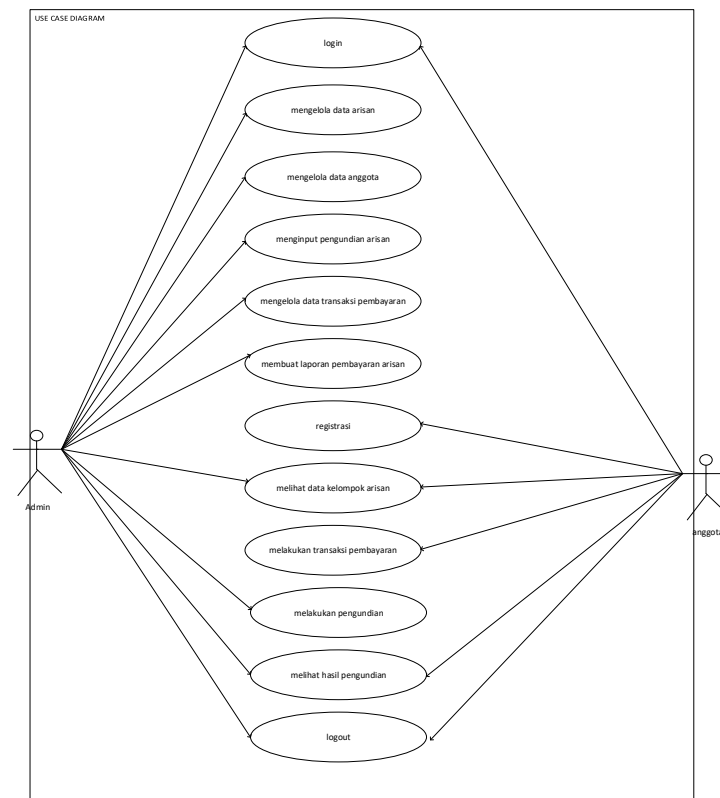 USE CASE DIAGRAM
login
mengelola data arisan
mengelola data anggota
menginput pengundian arisan
mengelola data transaksi pembayaran
membuat laporan pembayaran arisan
registrasi
melihat data kelompok arisan
Admin
anggota
melakukan transaksi pembayaran
melakukan pengundian
melihat hasil pengundian
logout